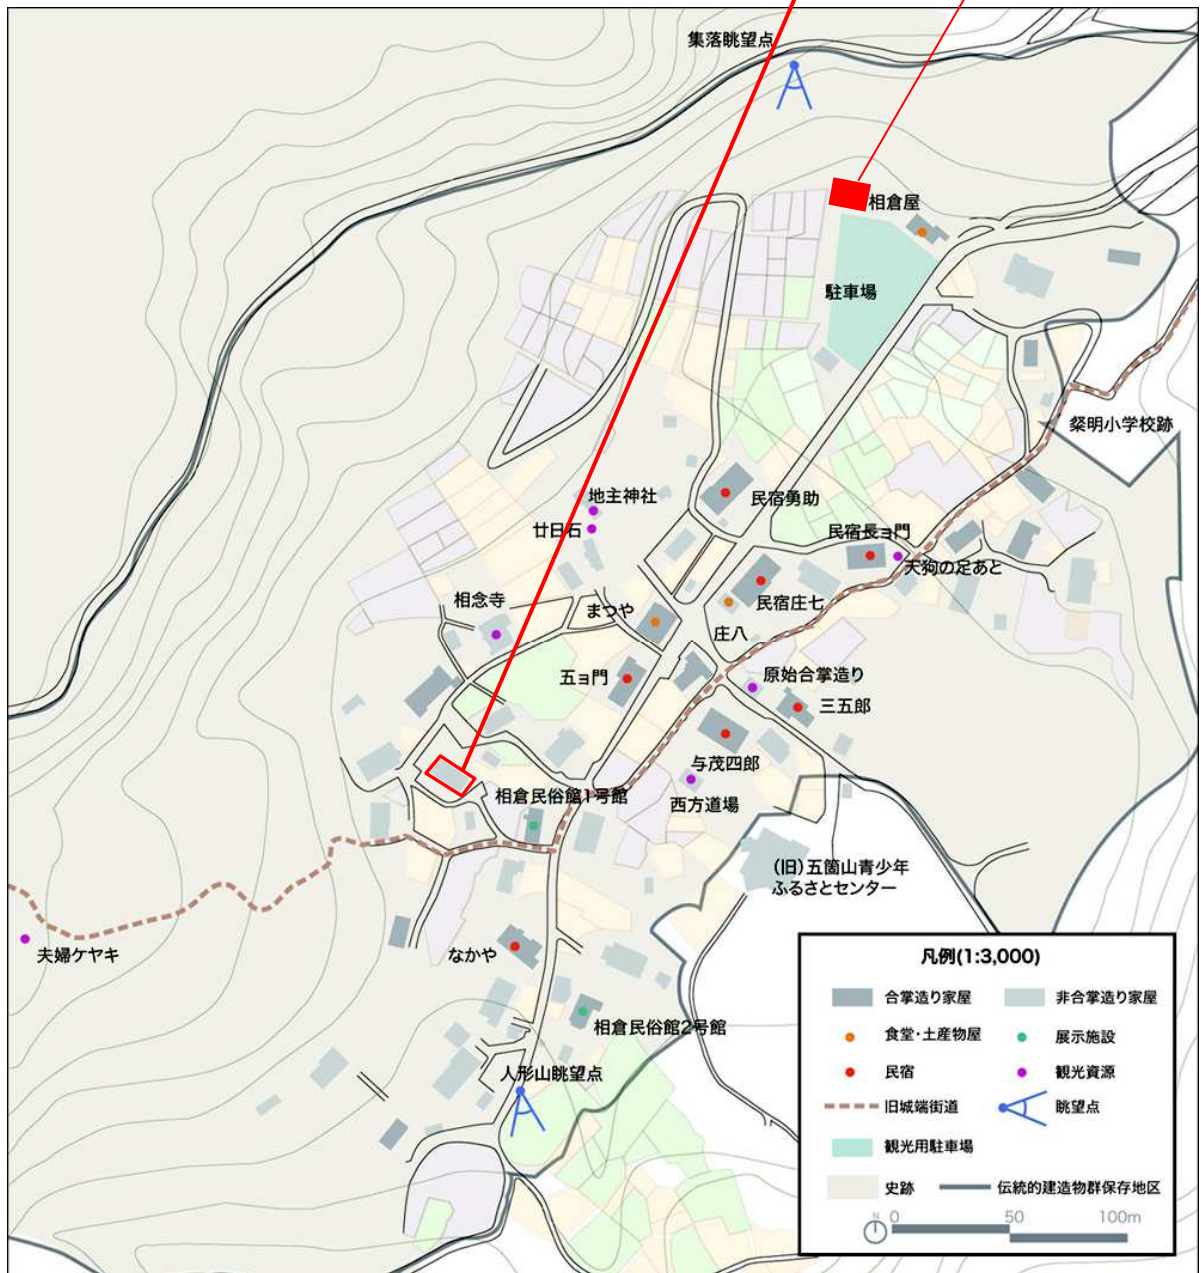 集落眺望点
相倉屋
駐車場
粲明小学校跡
地主神社
廿日石
民宿勇助
民宿長ョ門
天狗の足あと
相念寺
まつや
民宿庄七
庄八
五ョ門
原始合掌造り
三五郎
与茂四郎
西方道場
相倉民俗館1号館
(旧)五箇山青少年
ふるさとセンター
夫婦ケヤキ
なかや
相倉民俗館2号館
人形山眺望点
凡例(1:3,000)
合掌造り家屋
非合掌造り家屋
食堂・土産物屋
展示施設
民宿
観光資源
旧城端街道
眺望点
観光用駐車場
史跡
伝統的建造物群保存地区
N
0
50
100m